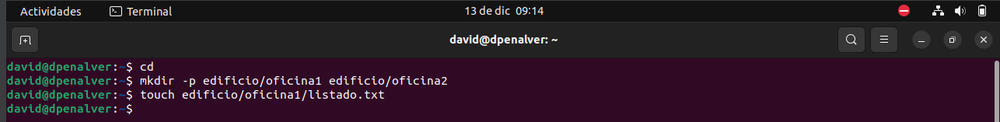 Actividades Terminal 13 de dic 09:14
david@dpenalver: ~
david@dpenalver:~$ cd
david@dpenalver:~$ mkdir -p edificio/oficina1 edificio/oficina2
david@dpenalver:~$ touch edificio/oficina1/listado.txt
david@dpenalver:~$